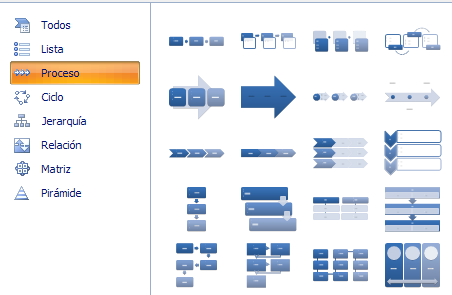 Todos
Lista
Proceso
Ciclo
Jerarquía
Relación
Matriz
Pirámide